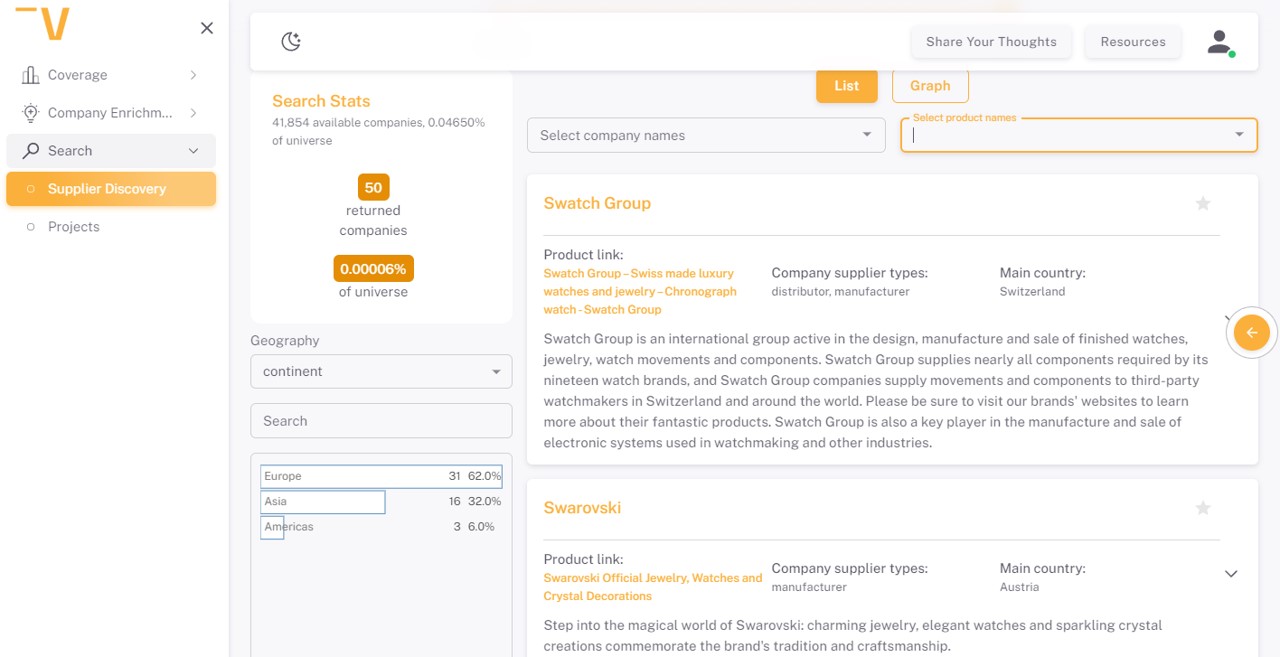 Coverage
Company Enrichm...
Search
Supplier Discovery
Projects
Share Your Thoughts
Resources
Search Stats
41,854 available companies, 0.04650%
of universe
50
returned
companies
0.00006%
of universe
Geography
continent
Search
Europe 31 62.0%
Asia 16 32.0%
Americas 3 6.0%
List
Graph
Select company names
Select product names
Swatch Group
Product link:
Swatch Group – Swiss made luxury
watches and jewelry – Chronograph
watch - Swatch Group
Company supplier types:
distributor, manufacturer
Main country:
Switzerland
Swatch Group is an international group active in the design, manufacture and sale of finished watches,
jewelry, watch movements and components. Swatch Group supplies nearly all components required by its
nineteen watch brands, and Swatch Group companies supply movements and components to third-party
watchmakers in Switzerland and around the world. Please be sure to visit our brands' websites to learn
more about their fantastic products. Swatch Group is also a key player in the manufacture and sale of
electronic systems used in watchmaking and other industries.
Swarovski
Product link:
Swarovski Official Jewelry, Watches and
Crystal Decorations
Company supplier types:
manufacturer
Main country:
Austria
Step into the magical world of Swarovski: charming jewelry, elegant watches and sparkling crystal
creations commemorate the brand's tradition and craftsmanship.